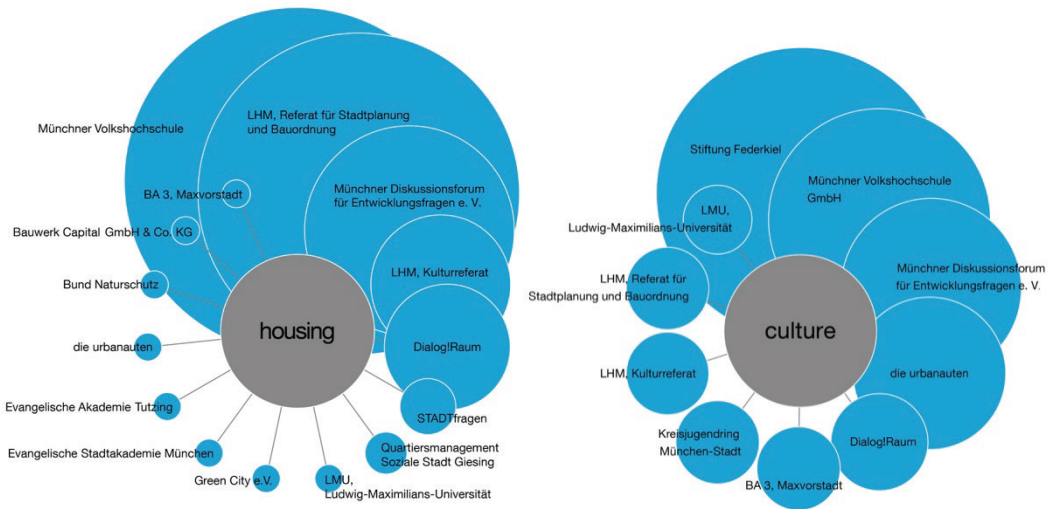 Münchner Volkshochschule
LHM, Referat für Stadtplanung
und Bauordnung
BA 3, Maxvorstadt
Münchner Diskussionsforum
für Entwicklungsfragen e. V.
Bauwerk Capital GmbH & Co. KG
LHM, Kulturreferat
Bund Naturschutz
housing
die urbanauten
Dialog!Raum
Evangelische Akademie Tutzing
STADTfragen
Evangelische Stadtakademie München
Quartiersmanagement
Soziale Stadt Giesing
Green City e.V.
LMU,
Ludwig-Maximilians-Universität
Stiftung Federkiel
Münchner Volkshochschule
GmbH
LMU,
Ludwig-Maximilians-Universität
LHM, Referat für
Stadtplanung und Bauordnung
Münchner Diskussionsforum
für Entwicklungsfragen e. V.
culture
LHM, Kulturreferat
die urbanauten
Kreisjugendring
München-Stadt
Dialog!Raum
BA 3, Maxvorstadt